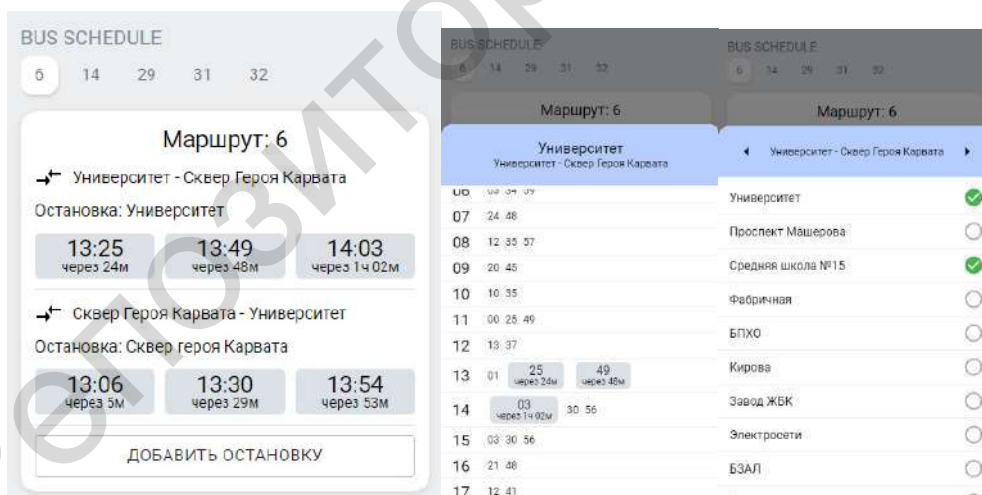 BUS SCHEDULE
6 14 29 31 32
Маршрут: 6
Университет - Сквер Героя Карвата
Остановка: Университет
13:25 13:49 14:03
через 24м через 48м через 1ч 02м
Сквер Героя Карвата - Университет
Остановка: Сквер героя Карвата
13:06 13:30 13:54
через 5м через 29м через 53м
ДОБАВИТЬ ОСТАНОВКУ
BUS SCHEDULE
6 14 29 31 32
Маршрут: 6
Университет
Университет - Сквер Героя Карвата
06
07 24 48
08 12 35 57
09 20 45
10 10 35
11 00 25 49
12 13 37
13 01 25 49
через 24м через 48м
14 03 30 56
через 1ч 02м
15 03 30 56
16 21 48
17 12 41
BUS SCHEDULE
6 14 29 31 32
Маршрут: 6
Университет - Сквер Героя Карвата
Университет
Проспект Машерова
Средняя школа №15
Фабричная
БПХО
Кирова
Завод ЖБК
Электросети
БЗАЛ